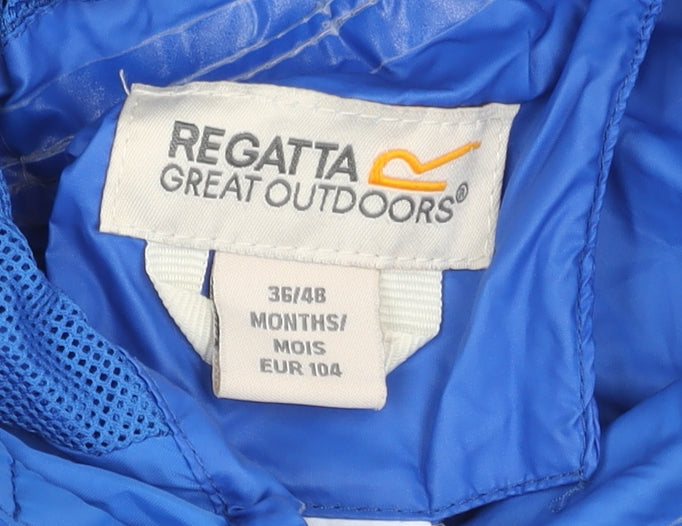 REGATTA
GREAT OUTDOORS®
36/48
MONTHS/
MOIS
EUR 104